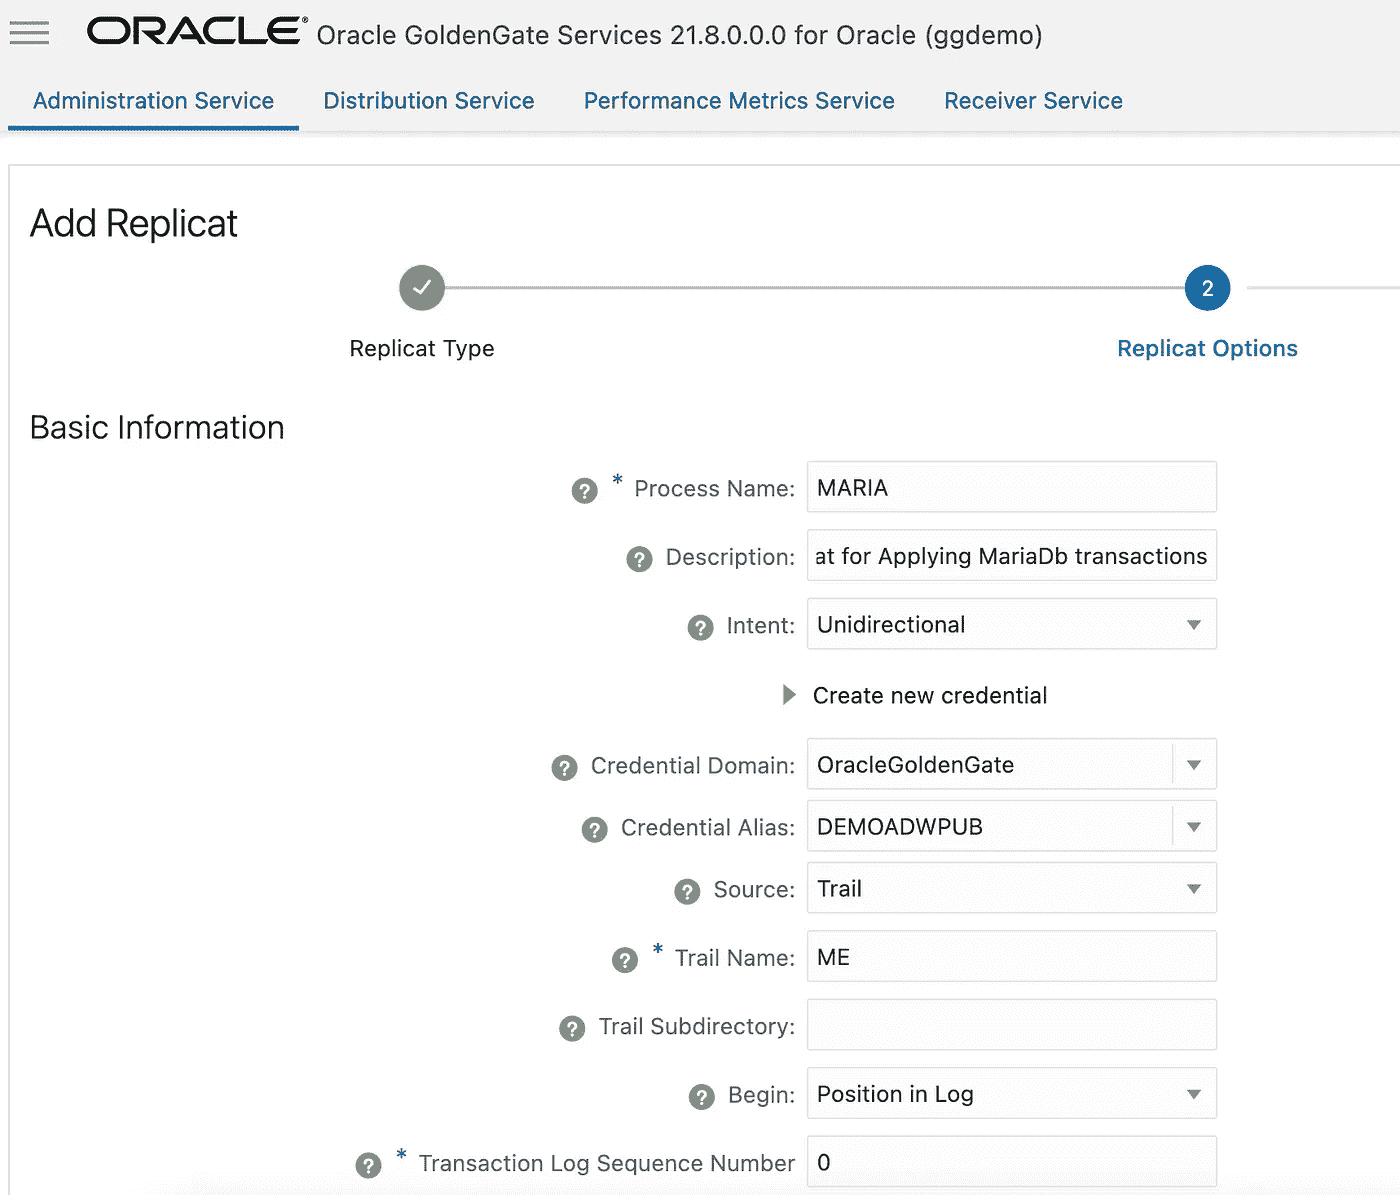 ORACLE® Oracle GoldenGate Services 21.8.0.0.0 for Oracle (ggdemo)
Administration Service Distribution Service Performance Metrics Service Receiver Service
Add Replicat
2
Replicat Type Replicat Options
Basic Information
? * Process Name: MARIA
? Description: at for Applying MariaDb transactions
? Intent: Unidirectional
Create new credential
? Credential Domain: OracleGoldenGate
? Credential Alias: DEMOADWPUB
? Source: Trail
? * Trail Name: ME
? Trail Subdirectory:
? Begin: Position in Log
? * Transaction Log Sequence Number 0